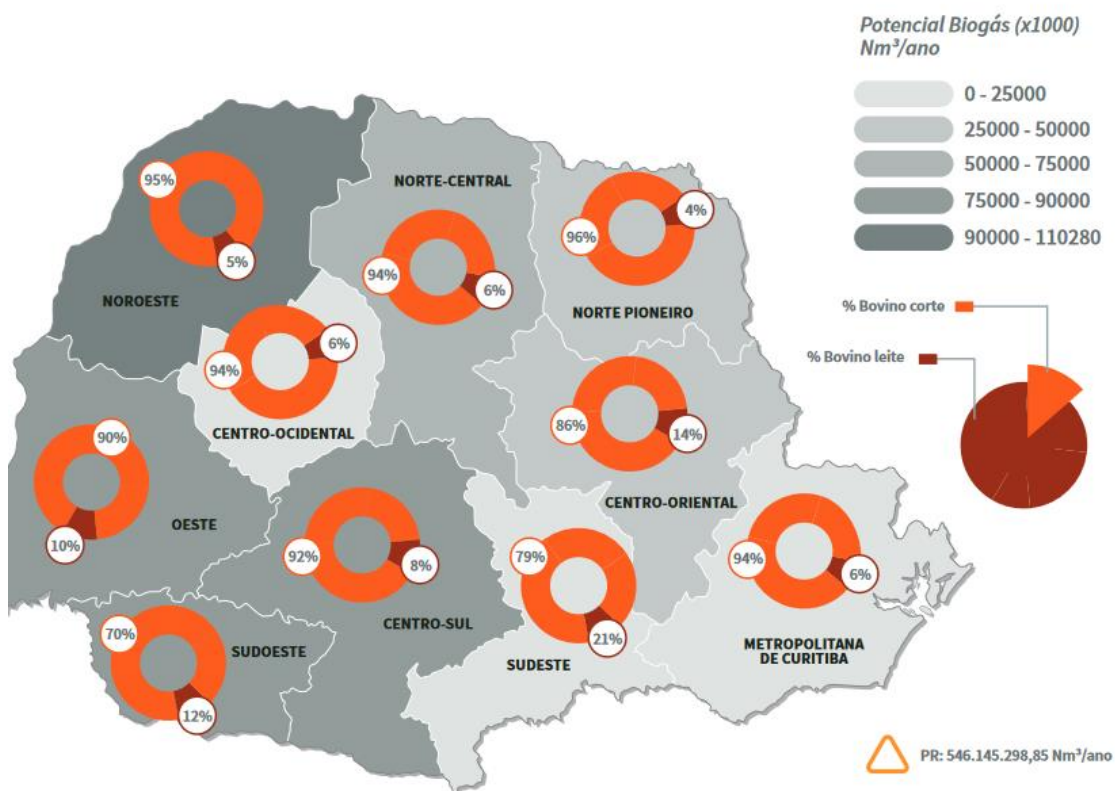 Potencial Biogás (x1000)
Nm³/ano
0 - 25000
25000 - 50000
50000 - 75000
75000 - 90000
90000 - 110280
% Bovino corte
% Bovino leite
95%
5%
NOROESTE
NORTE-CENTRAL
94%
6%
4%
96%
NORTE PIONEIRO
6%
94%
CENTRO-OCIDENTAL
86%
14%
CENTRO-ORIENTAL
90%
OESTE
10%
92%
8%
CENTRO-SUL
79%
21%
SUDESTE
94%
6%
METROPOLITANA
DE CURITIBA
70%
SUDOESTE
12%
PR: 546.145.298,85 Nm³/ano